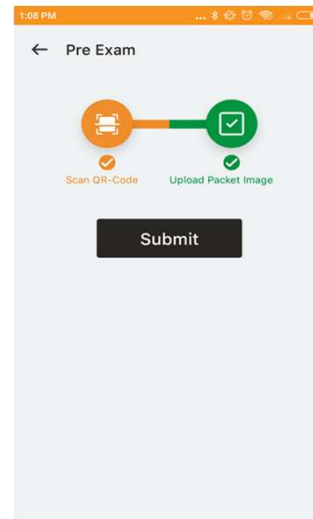 1:08 PM
Pre Exam
Scan QR-Code
Upload Packet Image
Submit